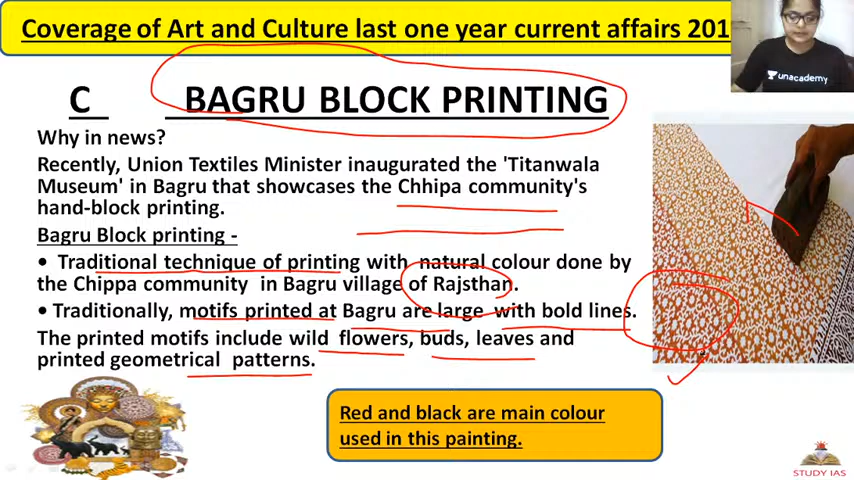 Coverage of Art and Culture last one year current affairs 201
unacademy
C BAGRU BLOCK PRINTING
Why in news?
Recently, Union Textiles Minister inaugurated the 'Titanwala
Museum' in Bagru that showcases the Chhipa community's
hand-block printing.
Bagru Block printing -
• Traditional technique of printing with natural colour done by
the Chippa community in Bagru village of Rajsthan.
• Traditionally, motifs printed at Bagru are large with bold lines.
The printed motifs include wild flowers, buds, leaves and
printed geometrical patterns.
Red and black are main colour
used in this painting.
STUDY IAS